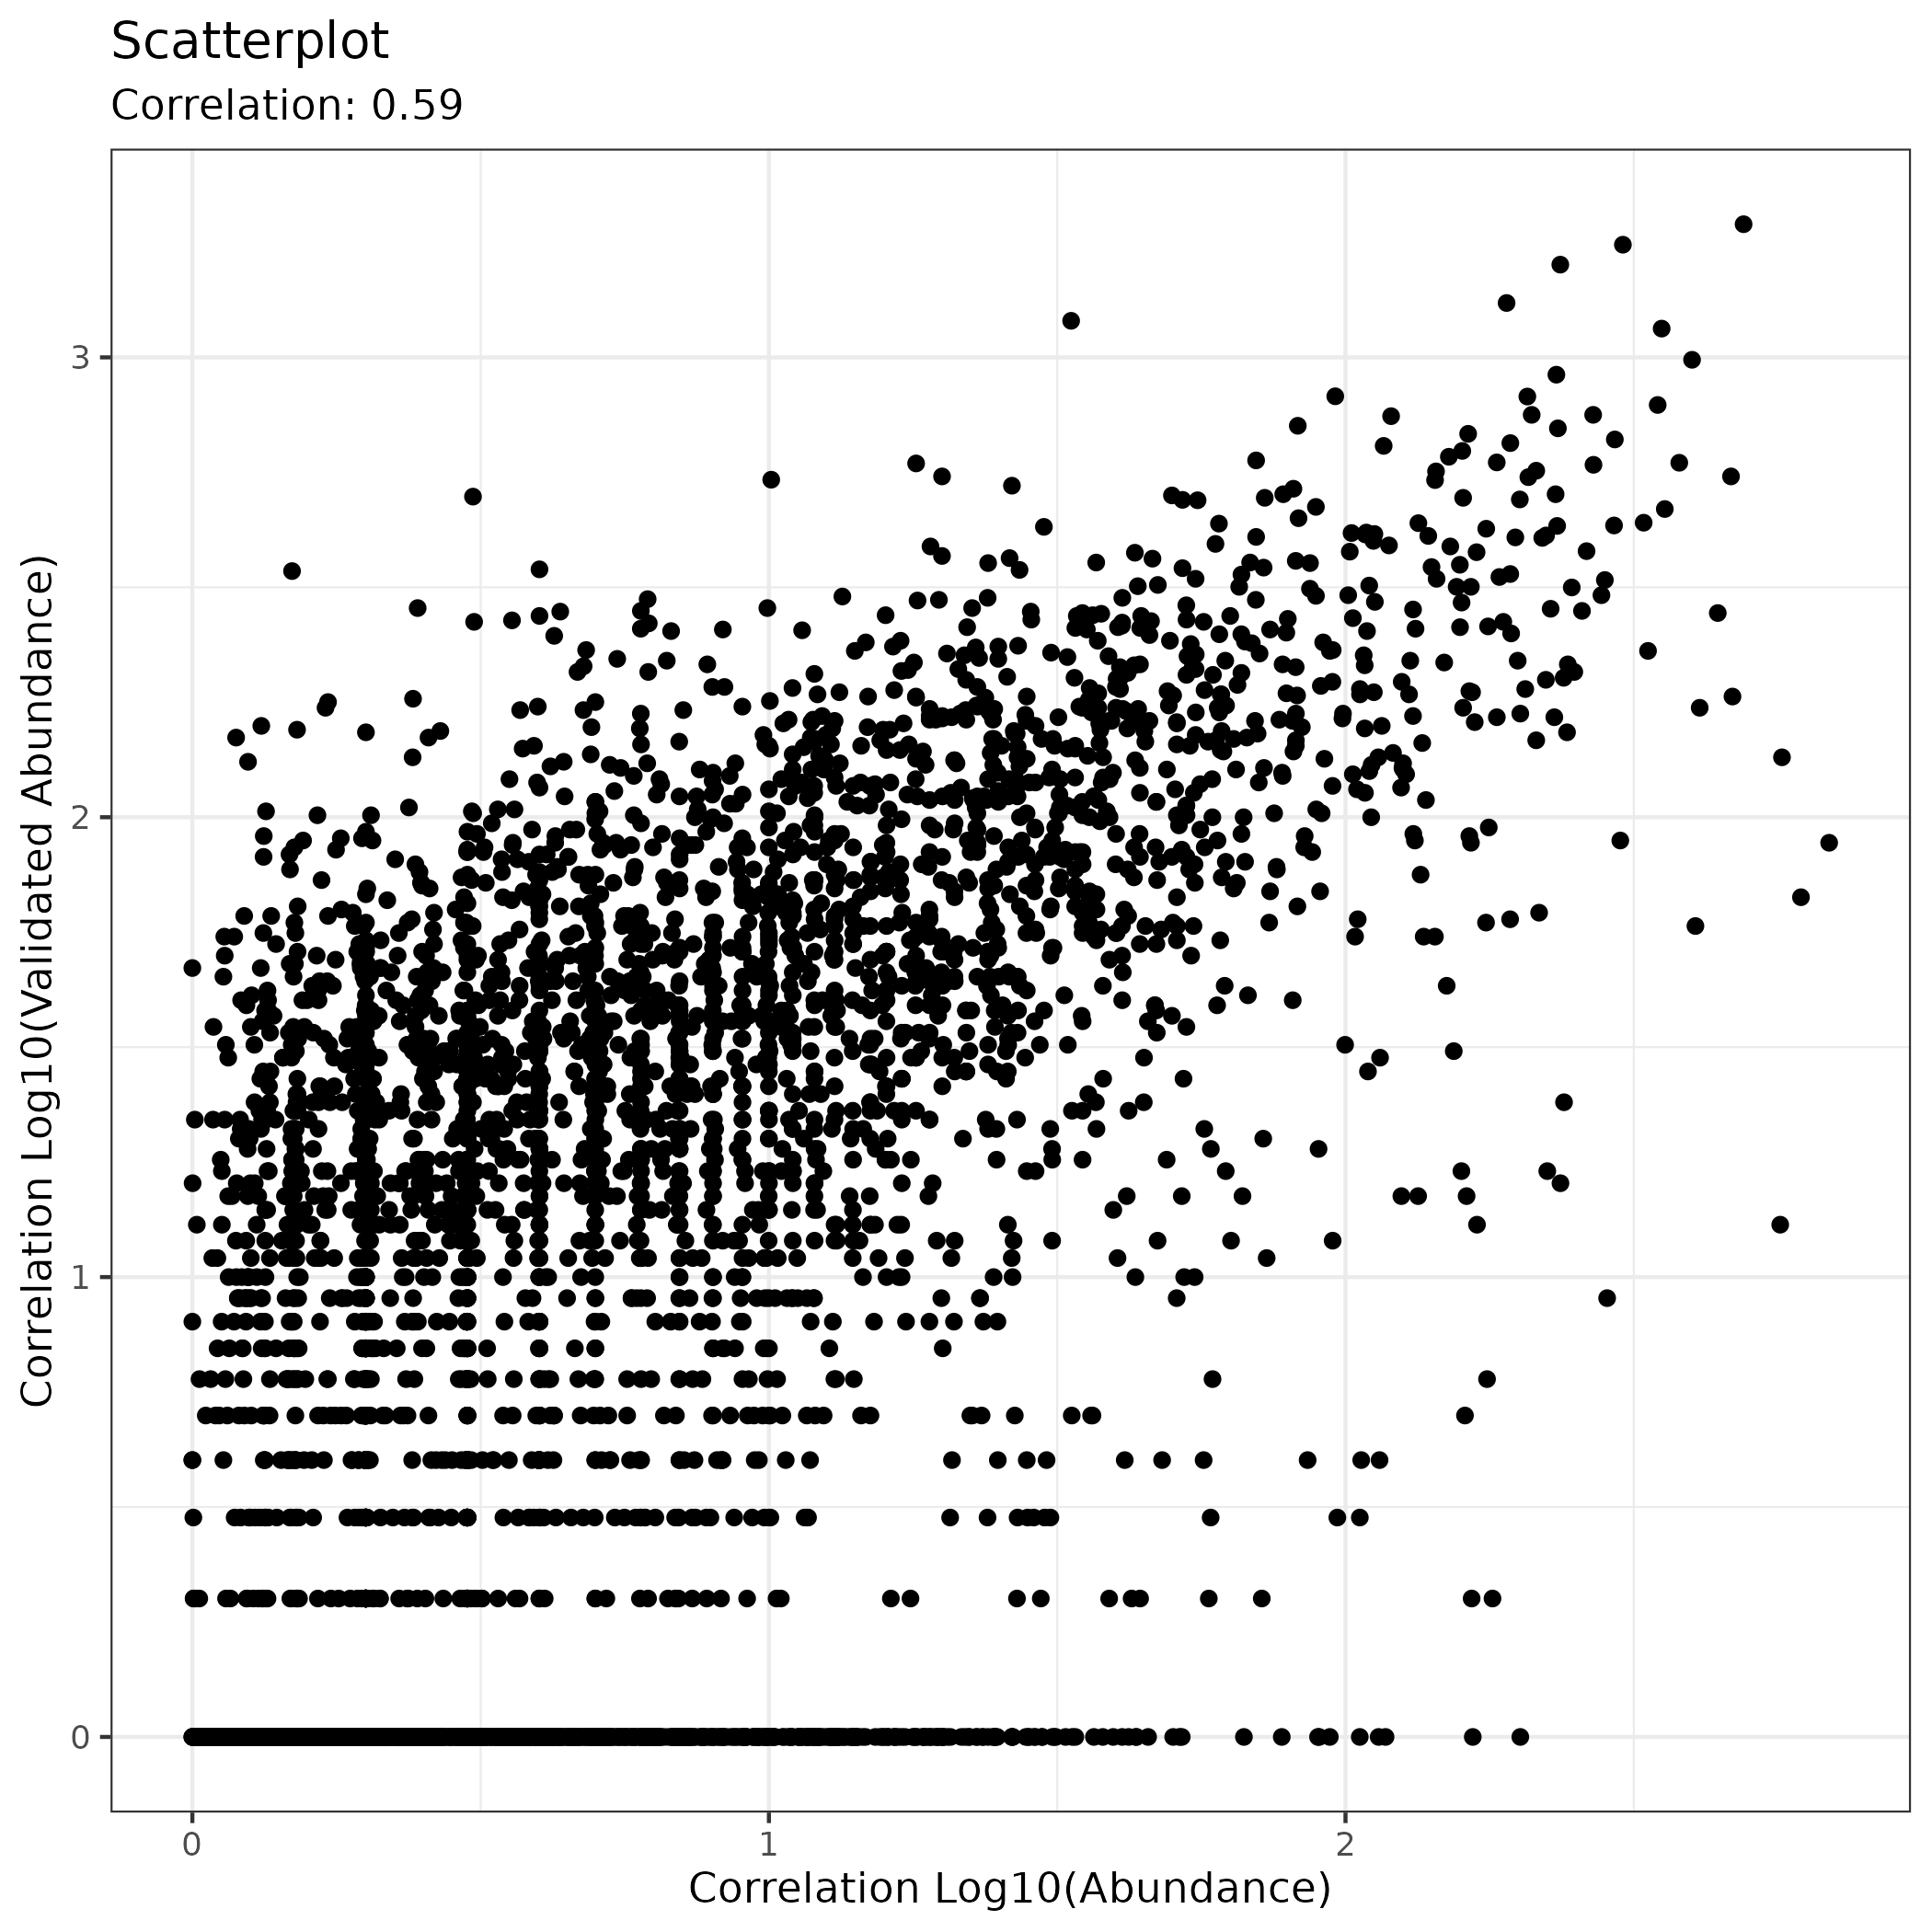 Scatterplot
Correlation: 0.59
Correlation Log10(Validated Abundance)
3
2
1
0
0 1 2
Correlation Log10(Abundance)